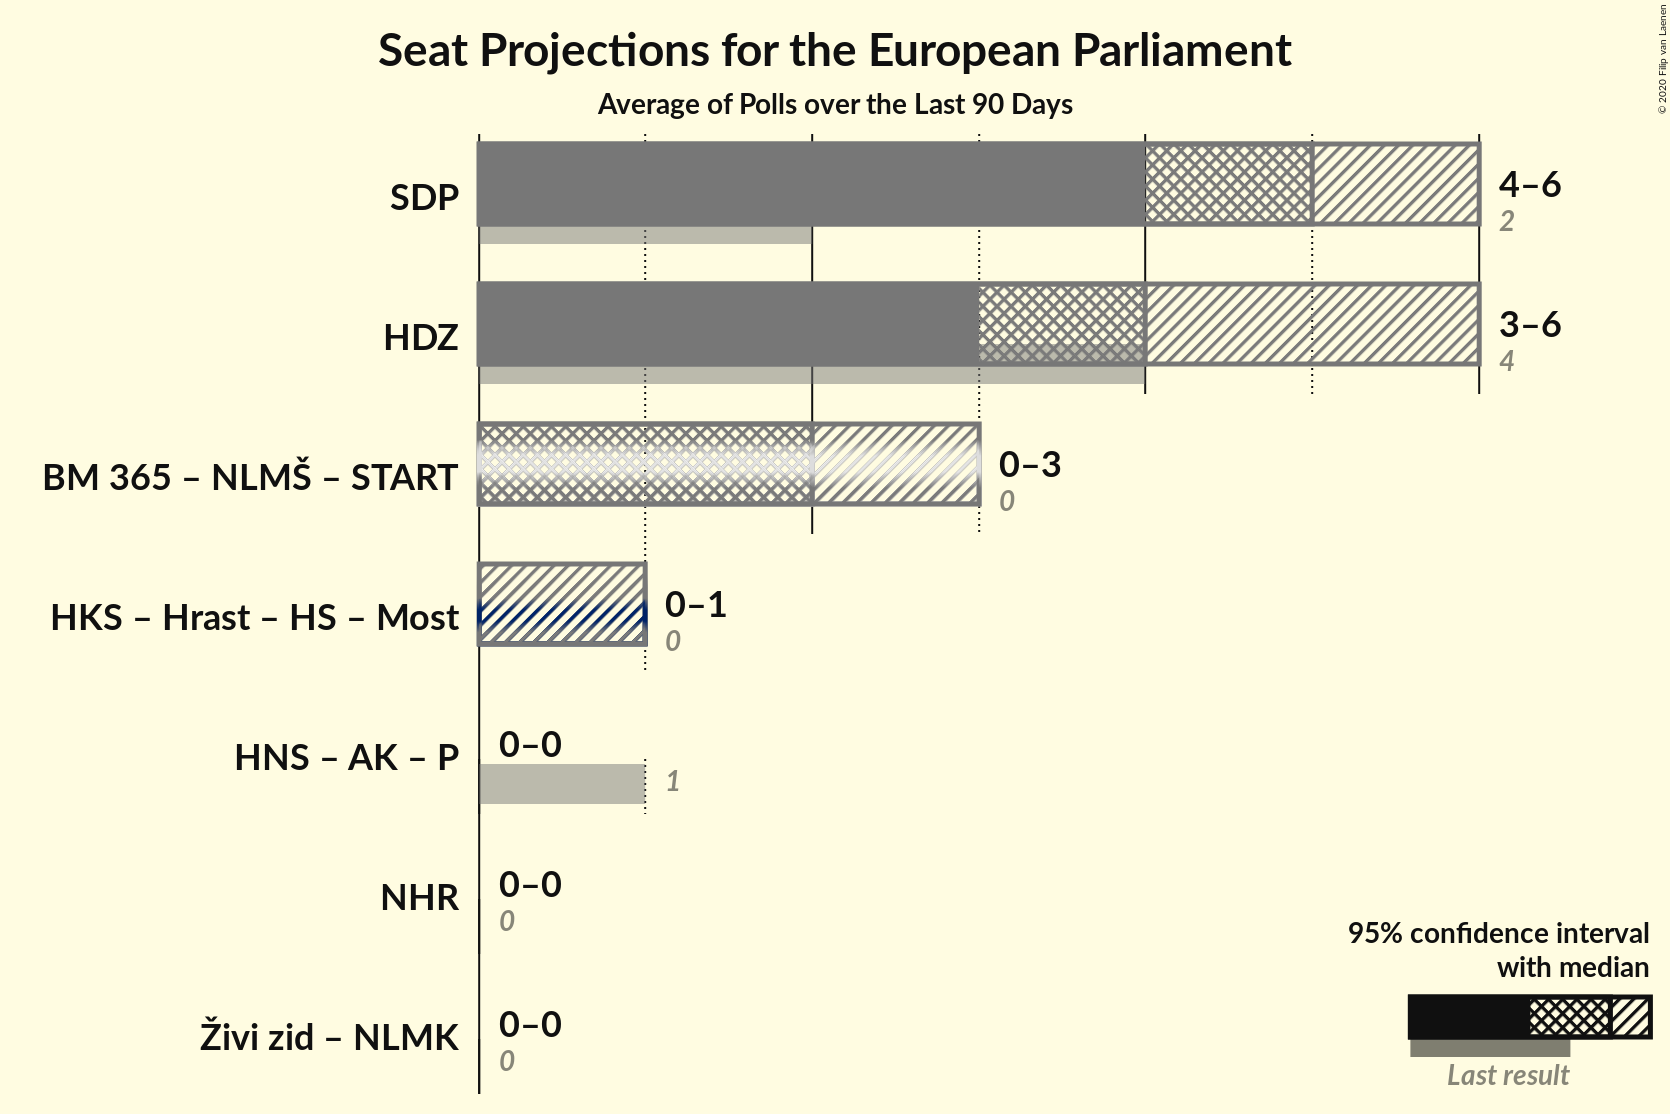 Seat Projections for the European Parliament
Average of Polls over the Last 90 Days
© 2020 Filip van Laenen
SDP
4–6
2
HDZ
3–6
4
BM 365 – NLMŠ – START
0–3
0
HKS – Hrast – HS – Most
0–1
0
HNS – AK – P
0–0
1
NHR
0–0
0
Živi zid – NLMK
0–0
0
95% confidence interval
with median
Last result